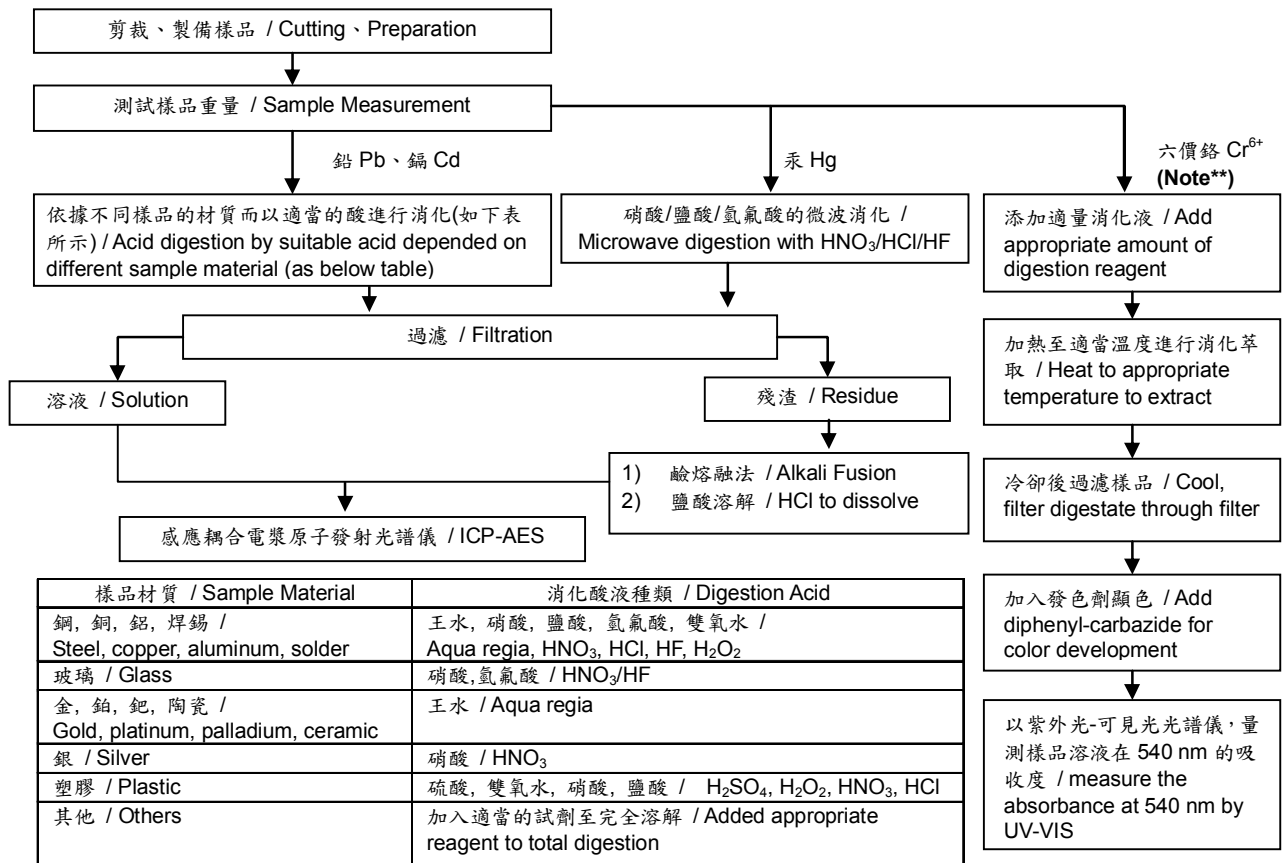 剪裁、製備樣品 / Cutting、Preparation
測試樣品重量 / Sample Measurement
鉛 Pb、鎘 Cd
汞 Hg
六價鉻 Cr⁶⁺
(Note**)
依據不同樣品的材質而以適當的酸進行消化(如下表
所示) / Acid digestion by suitable acid depended on
different sample material (as below table)
硝酸/鹽酸/氫氟酸的微波消化 /
Microwave digestion with HNO₃/HCl/HF
添加適量消化液 / Add
appropriate amount of
digestion reagent
過濾 / Filtration
加熱至適當溫度進行消化萃
取 / Heat to appropriate
temperature to extract
溶液 / Solution
殘渣 / Residue
1) 鹼熔融法 / Alkali Fusion
2) 鹽酸溶解 / HCl to dissolve
冷卻後過濾樣品 / Cool,
filter digestate through filter
感應耦合電漿原子發射光譜儀 / ICP-AES
加入發色劑顯色 / Add
diphenyl-carbazide for
color development
以紫外光-可見光光譜儀，量
測樣品溶液在 540 nm 的吸
收度 / measure the
absorbance at 540 nm by
UV-VIS
樣品材質 / Sample Material
消化酸液種類 / Digestion Acid
鋼, 銅, 鋁, 焊錫 /
Steel, copper, aluminum, solder
王水, 硝酸, 鹽酸, 氫氟酸, 雙氧水 /
Aqua regia, HNO₃, HCl, HF, H₂O₂
玻璃 / Glass
硝酸,氫氟酸 / HNO₃/HF
金, 鉑, 鈀, 陶瓷 /
Gold, platinum, palladium, ceramic
王水 / Aqua regia
銀 / Silver
硝酸 / HNO₃
塑膠 / Plastic
硫酸, 雙氧水, 硝酸, 鹽酸 / H₂SO₄, H₂O₂, HNO₃, HCl
其他 / Others
加入適當的試劑至完全溶解 / Added appropriate
reagent to total digestion